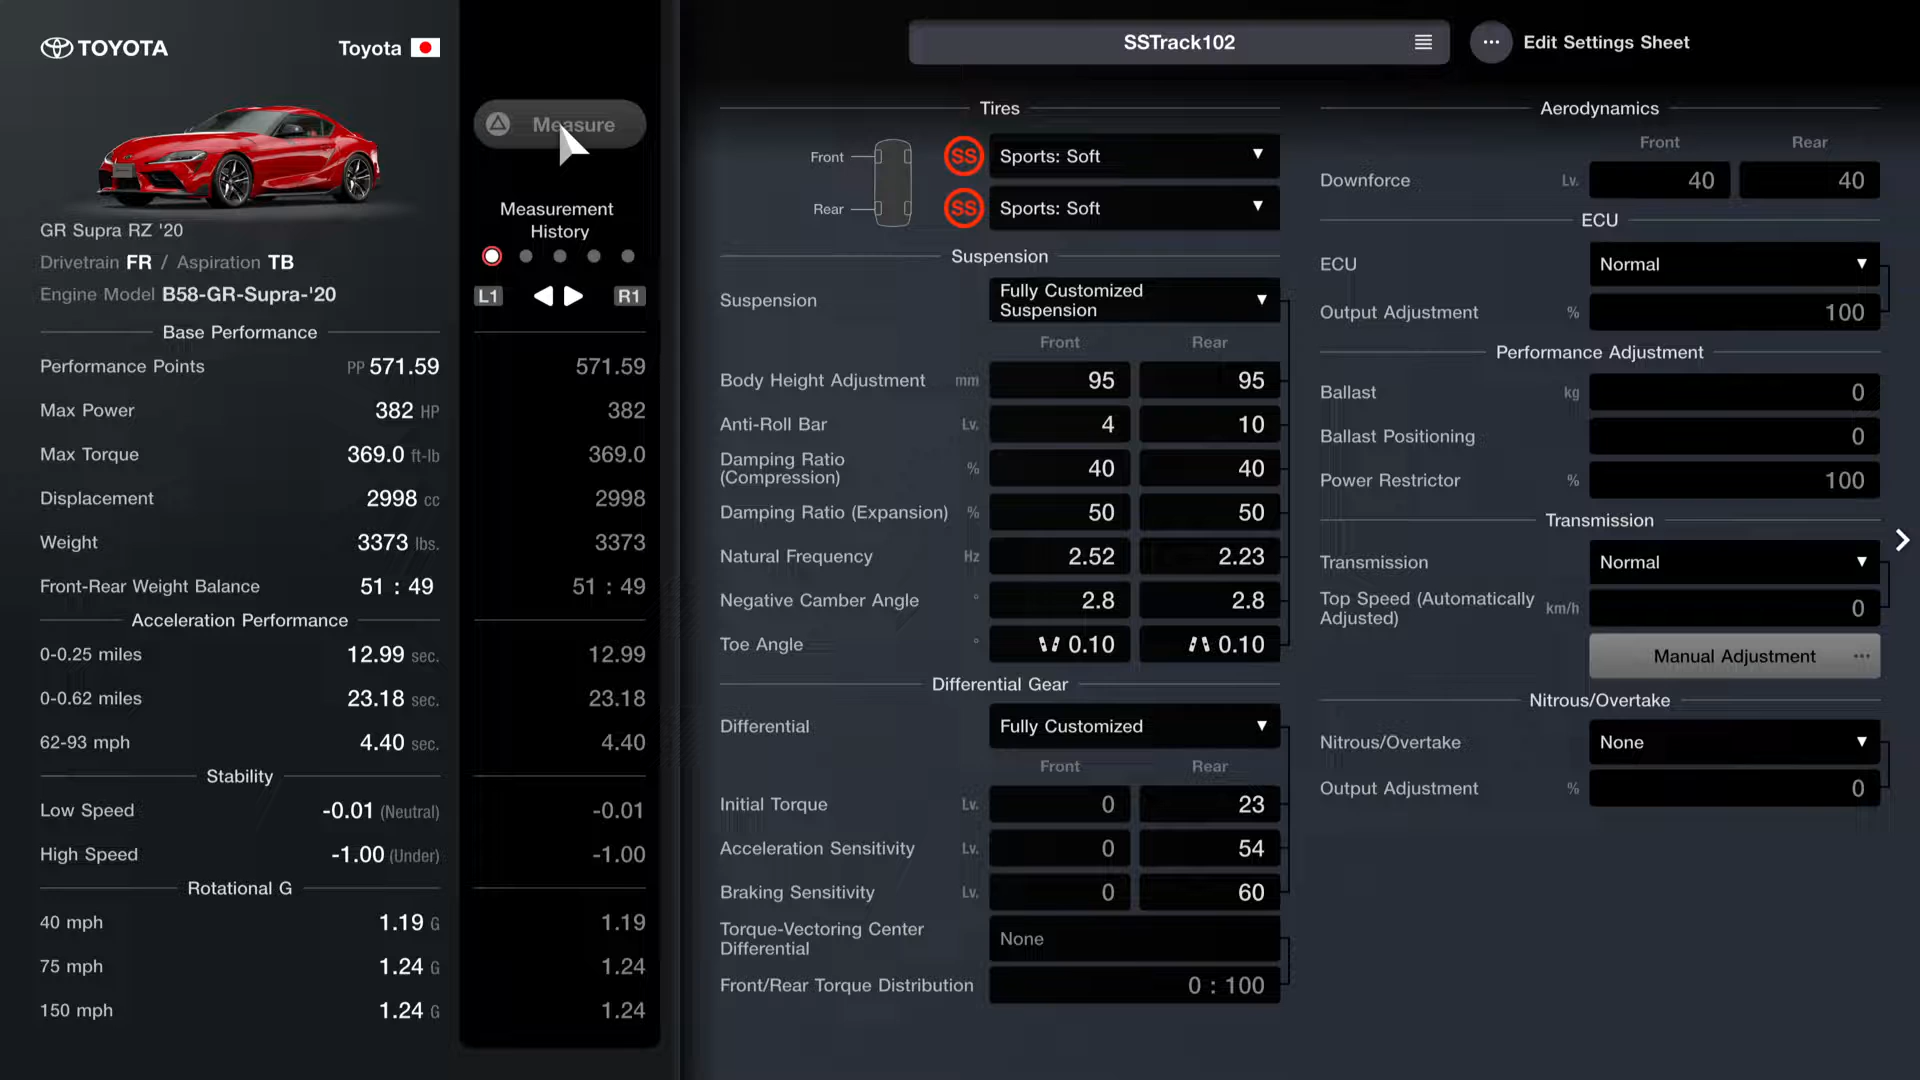 TOYOTA
Toyota
GR Supra RZ '20
Drivetrain FR / Aspiration TB
Engine Model B58-GR-Supra-'20
Base Performance
Performance Points PP 571.59
Max Power 382 HP
Max Torque 369.0 ft-lb
Displacement 2998 cc
Weight 3373 lbs.
Front-Rear Weight Balance 51 : 49
Acceleration Performance
0-0.25 miles 12.99 sec.
0-0.62 miles 23.18 sec.
62-93 mph 4.40 sec.
Stability
Low Speed -0.01 (Neutral)
High Speed -1.00 (Under)
Rotational G
40 mph 1.19 G
75 mph 1.24 G
150 mph 1.24 G
Measure
Measurement
History
L1 R1
571.59
382
369.0
2998
3373
51 : 49
12.99
23.18
4.40
-0.01
-1.00
1.19
1.24
1.24
SSTrack102
Edit Settings Sheet
Tires
Front SS Sports: Soft
Rear SS Sports: Soft
Suspension
Suspension Fully Customized
Suspension
Front Rear
Body Height Adjustment mm 95 95
Anti-Roll Bar Lv. 4 10
Damping Ratio
(Compression) % 40 40
Damping Ratio (Expansion) % 50 50
Natural Frequency Hz 2.52 2.23
Negative Camber Angle ° 2.8 2.8
Toe Angle ° 0.10 0.10
Differential Gear
Differential Fully Customized
Front Rear
Initial Torque Lv. 0 23
Acceleration Sensitivity Lv. 0 54
Braking Sensitivity Lv. 0 60
Torque-Vectoring Center
Differential None
Front/Rear Torque Distribution 0 : 100
Aerodynamics
Front Rear
Downforce Lv. 40 40
ECU
ECU Normal
Output Adjustment % 100
Performance Adjustment
Ballast kg 0
Ballast Positioning 0
Power Restrictor % 100
Transmission
Transmission Normal
Top Speed (Automatically
Adjusted) km/h 0
Manual Adjustment
Nitrous/Overtake
Nitrous/Overtake None
Output Adjustment % 0